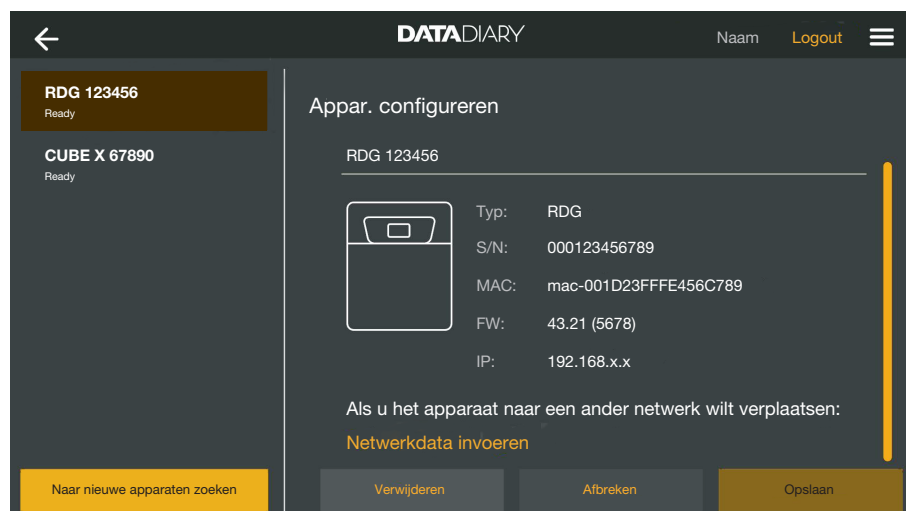 DATADIARY
Naam
Logout
RDG 123456
Ready
CUBE X 67890
Ready
Naar nieuwe apparaten zoeken
Appar. configureren
RDG 123456
Typ: RDG
S/N: 000123456789
MAC: mac-001D23FFFE456C789
FW: 43.21 (5678)
IP: 192.168.x.x
Als u het apparaat naar een ander netwerk wilt verplaatsen:
Netwerkdata invoeren
Verwijderen
Afbreken
Opslaan